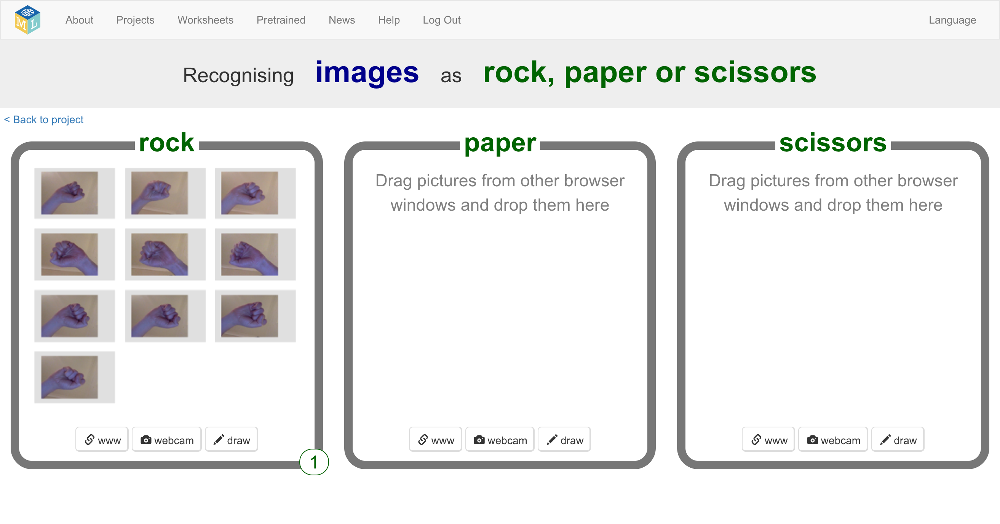 M L
About Projects Worksheets Pretrained News Help Log Out Language
Recognising images as rock, paper or scissors
< Back to project
rock
www webcam draw
1
paper
Drag pictures from other browser
windows and drop them here
www webcam draw
scissors
Drag pictures from other browser
windows and drop them here
www webcam draw